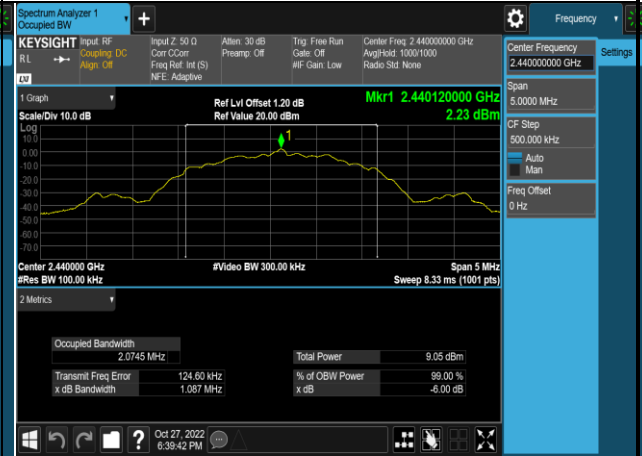 Spectrum Analyzer 1
Occupied BW
Frequency
KEYSIGHT
RL
Input: RF
Coupling: DC
Align: Off
Input Z: 50 Ω
Corr CCorr
Freq Ref: Int (S)
NFE: Adaptive
Atten: 30 dB
Preamp: Off
Trig: Free Run
Gate: Off
#IF Gain: Low
Center Freq: 2.440000000 GHz
Avg|Hold: 1000/1000
Radio Std: None
Center Frequency
2.440000000 GHz
Settings
Span
5.0000 MHz
CF Step
500.000 kHz
Auto
Man
Freq Offset
0 Hz
1 Graph
Scale/Div 10.0 dB
Ref Lvl Offset 1.20 dB
Ref Value 20.00 dBm
Mkr1 2.440120000 GHz
2.23 dBm
Log
10.0
0.00
-10.0
-20.0
-30.0
-40.0
-50.0
-60.0
-70.0
1
Center 2.440000 GHz
#Res BW 100.00 kHz
#Video BW 300.00 kHz
Span 5 MHz
Sweep 8.33 ms (1001 pts)
2 Metrics
Occupied Bandwidth
2.0745 MHz
Total Power 9.05 dBm
Transmit Freq Error 124.60 kHz
% of OBW Power 99.00 %
x dB Bandwidth 1.087 MHz
x dB -6.00 dB
?
Oct 27, 2022
6:39:42 PM